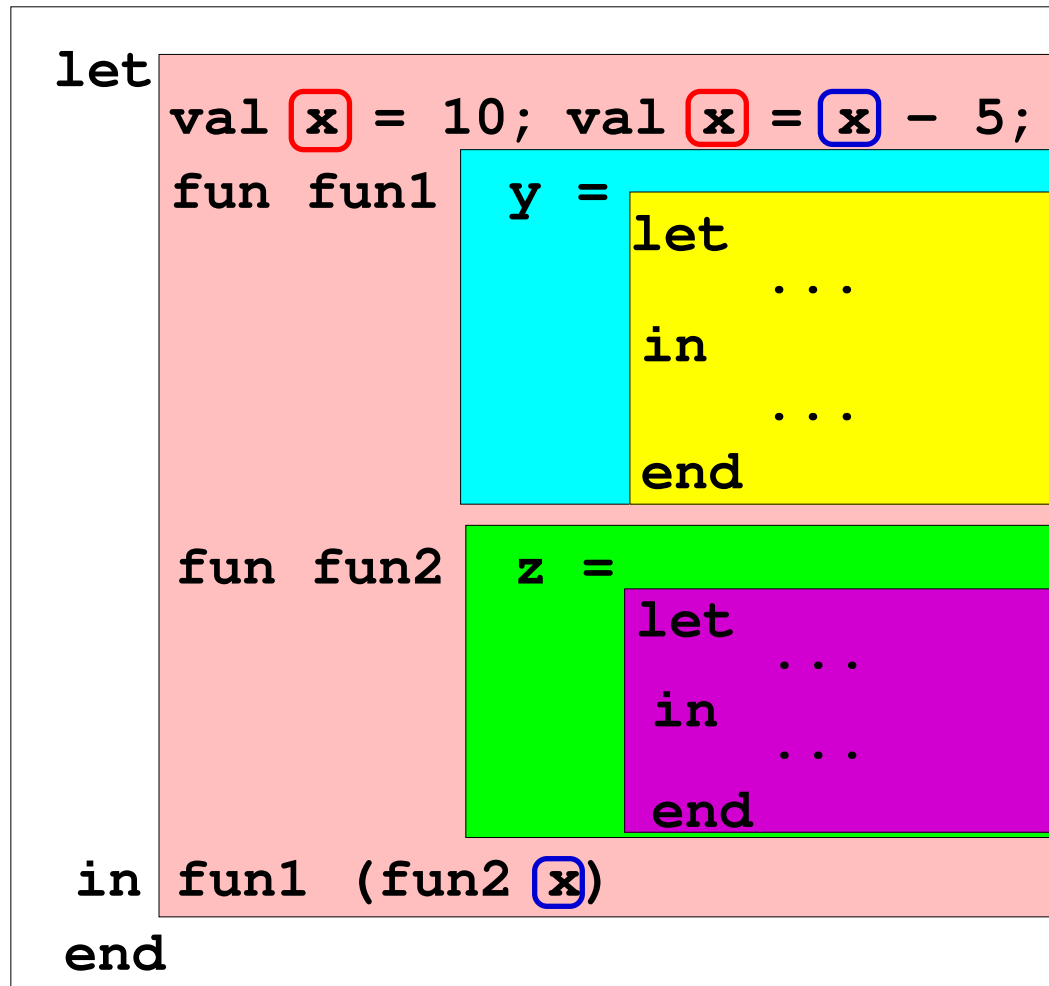 let
val x = 10; val x = x - 5;
fun fun1 y =
let
...
in
...
end
fun fun2 z =
let
...
in
...
end
in fun1 (fun2 x)
end